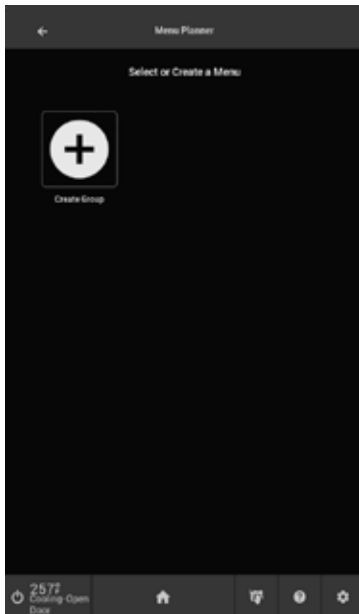 Menu Planner
Select or Create a Menu
Create Group
257°F
Cooling-Open
Door